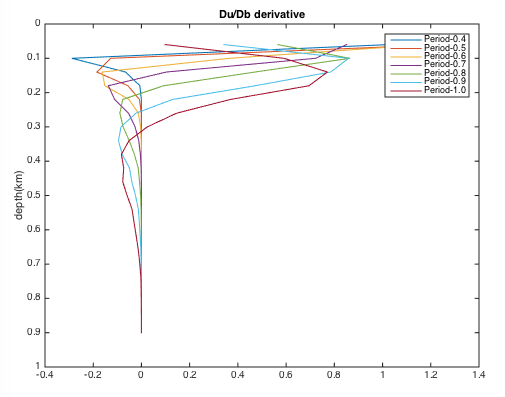 Du/Db derivative
0
0.1
0.2
0.3
0.4
0.5
0.6
0.7
0.8
0.9
1
depth(km)
Period-0.4
Period-0.5
Period-0.6
Period-0.7
Period-0.8
Period-0.9
Period-1.0
-0.4 -0.2 0 0.2 0.4 0.6 0.8 1 1.2 1.4